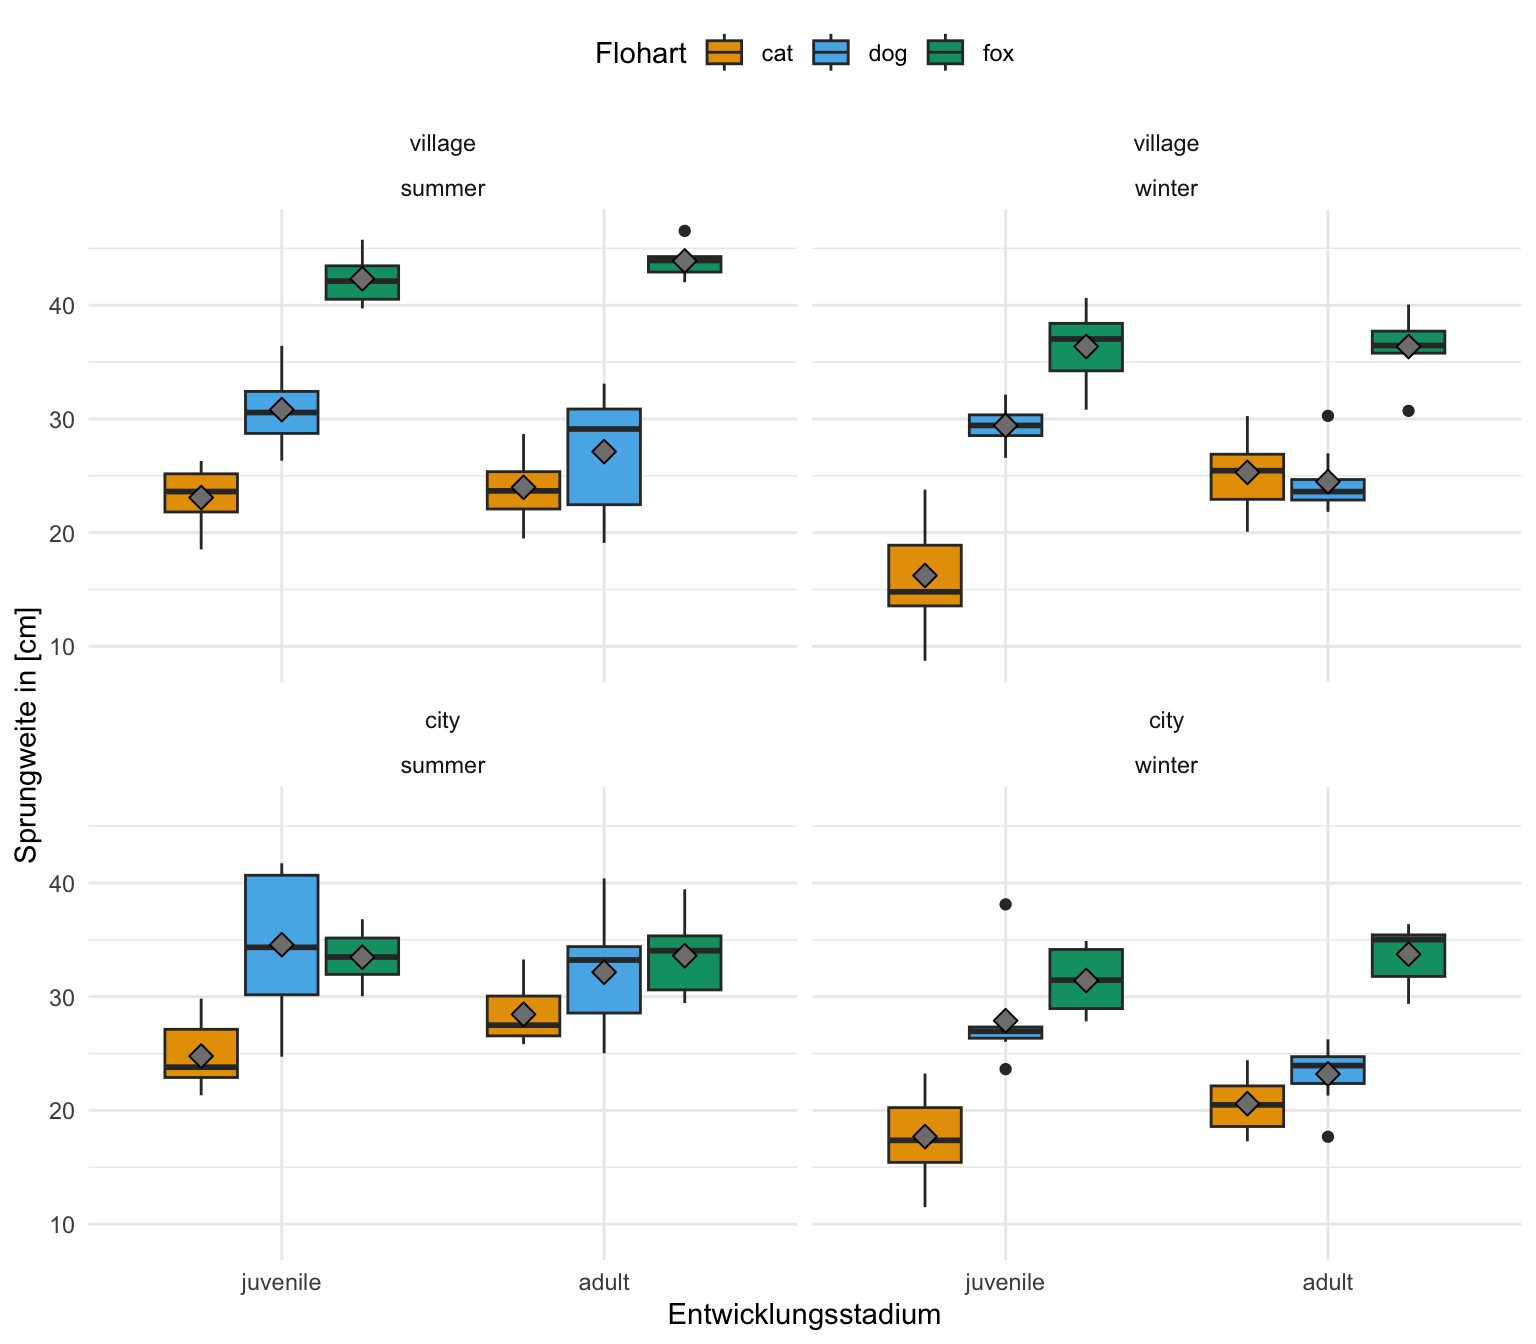 Flohart cat dog fox
village
summer
village
winter
40
30
20
10
city
summer
city
winter
40
30
20
10
Sprungweite in [cm]
juvenile adult juvenile adult
Entwicklungsstadium